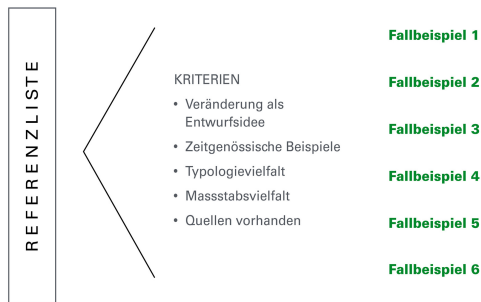 REFERENZLISTE
KRITERIEN
• Veränderung als
Entwurfsidee
• Zeitgenössische Beispiele
• Typologievielfalt
• Massstabsvielfalt
• Quellen vorhanden
Fallbeispiel 1
Fallbeispiel 2
Fallbeispiel 3
Fallbeispiel 4
Fallbeispiel 5
Fallbeispiel 6